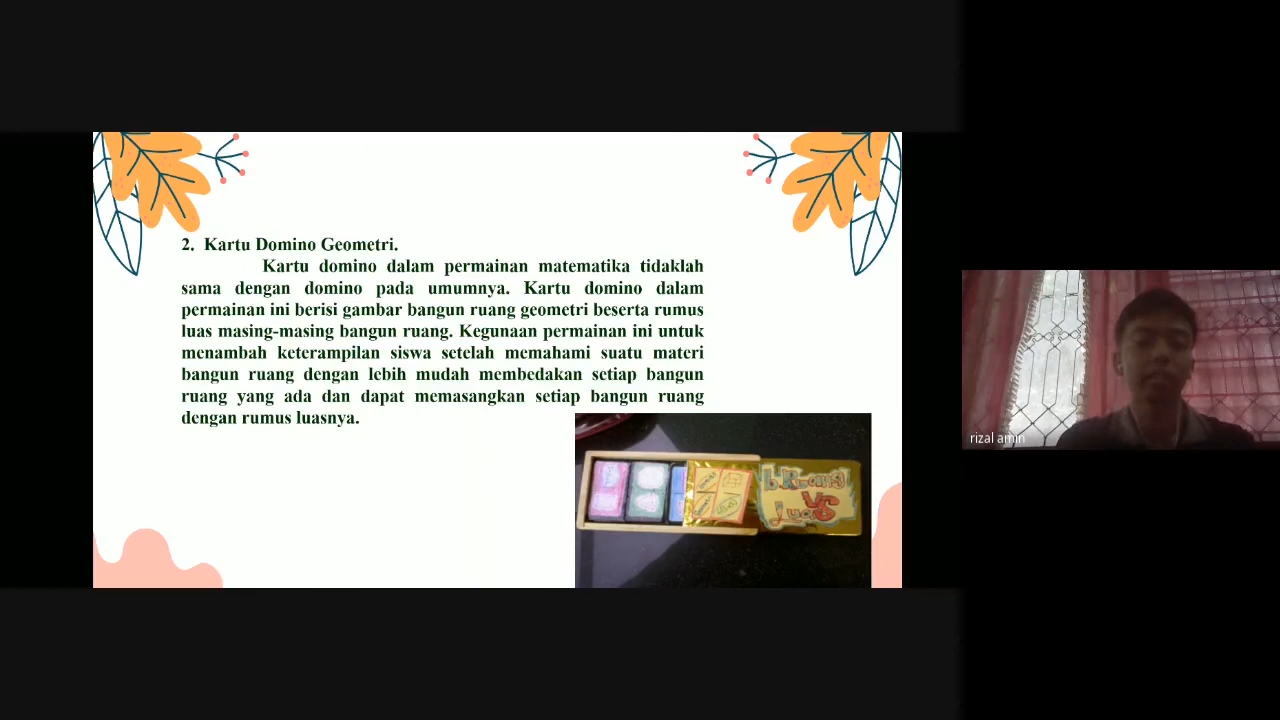 2. Kartu Domino Geometri.
Kartu domino dalam permainan matematika tidaklah
sama dengan domino pada umumnya. Kartu domino dalam
permainan ini berisi gambar bangun ruang geometri beserta rumus
luas masing-masing bangun ruang. Kegunaan permainan ini untuk
menambah keterampilan siswa setelah memahami suatu materi
bangun ruang dengan lebih mudah membedakan setiap bangun
ruang yang ada dan dapat memasangkan setiap bangun ruang
dengan rumus luasnya.
b.Ruang
VS
Luas
rizal amin